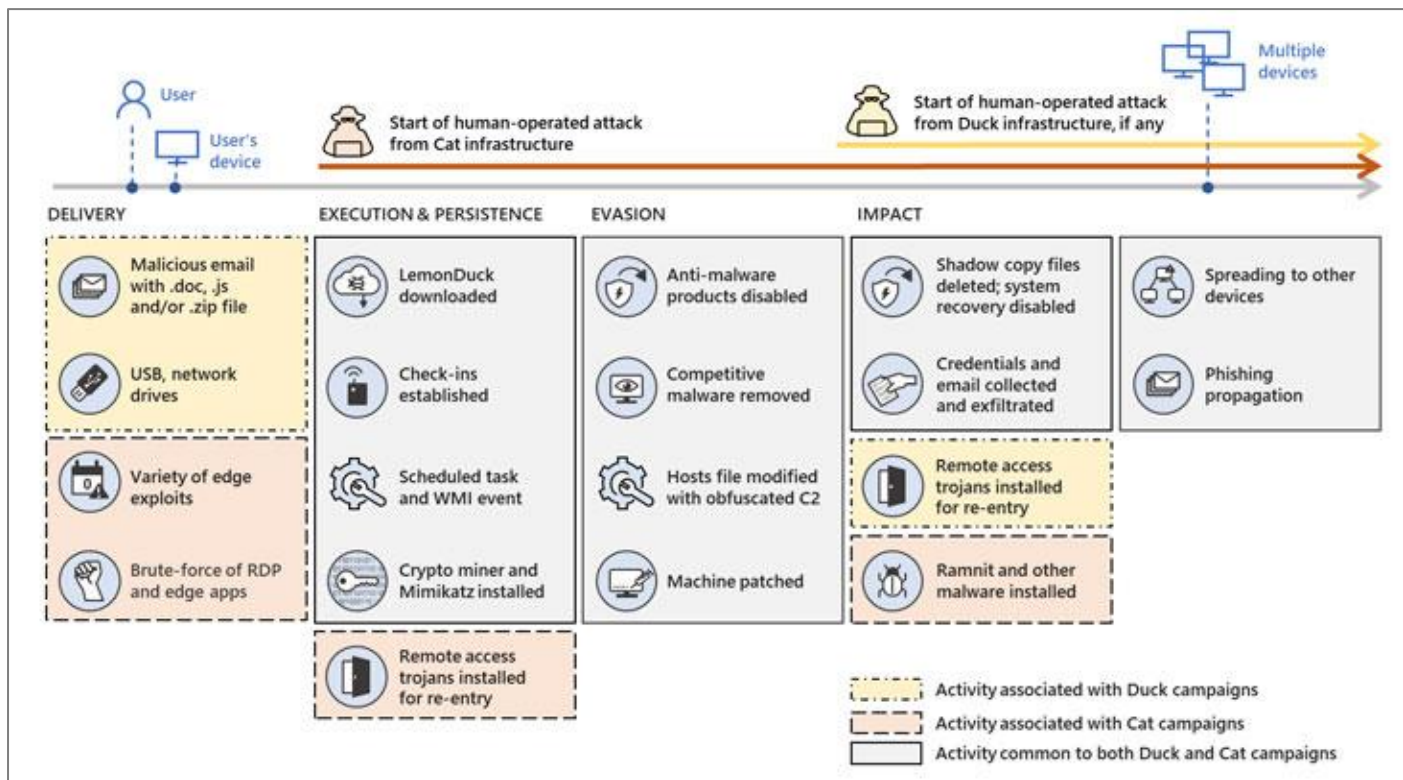 User
User's
device
Start of human-operated attack
from Cat infrastructure
Start of human-operated attack
from Duck infrastructure, if any
Multiple
devices
DELIVERY
Malicious email
with .doc, .js
and/or .zip file
USB, network
drives
Variety of edge
exploits
Brute-force of RDP
and edge apps
EXECUTION & PERSISTENCE
LemonDuck
downloaded
Check-ins
established
Scheduled task
and WMI event
Crypto miner and
Mimikatz installed
Remote access
trojans installed
for re-entry
EVASION
Anti-malware
products disabled
Competitive
malware removed
Hosts file modified
with obfuscated C2
Machine patched
IMPACT
Shadow copy files
deleted; system
recovery disabled
Credentials and
email collected
and exfiltrated
Remote access
trojans installed
for re-entry
Ramnit and other
malware installed
Spreading to other
devices
Phishing
propagation
Activity associated with Duck campaigns
Activity associated with Cat campaigns
Activity common to both Duck and Cat campaigns